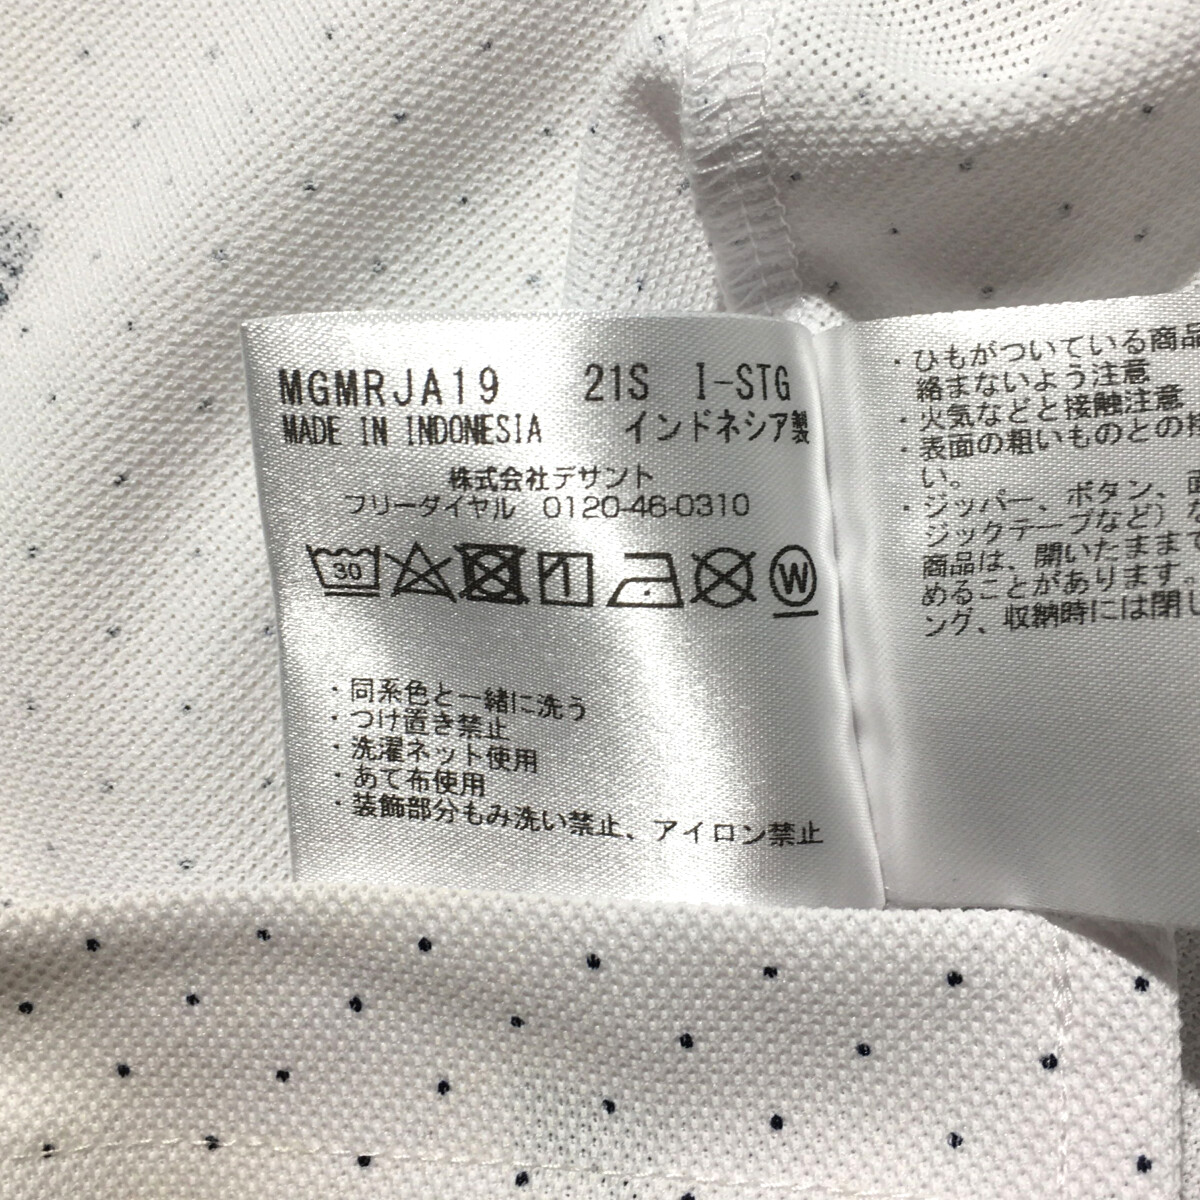 MGMRJA19 21S I-STG
MADE IN INDONESIA インドネシア製
株式会社デサント
フリーダイヤル 0120-46-0310
30
W
・同系色と一緒に洗う
・つけ置き禁止
・洗濯ネット使用
・あて布使用
・装飾部分もみ洗い禁止、アイロン禁止
・ひもがついている商品
絡まないよう注意
・火気などと接触注意
・表面の粗いものとの
い、
・ジッパー、ボタン、
ジックテープなど）な
商品は、開いたままで
めることがあります。
ング、収納時には閉じ